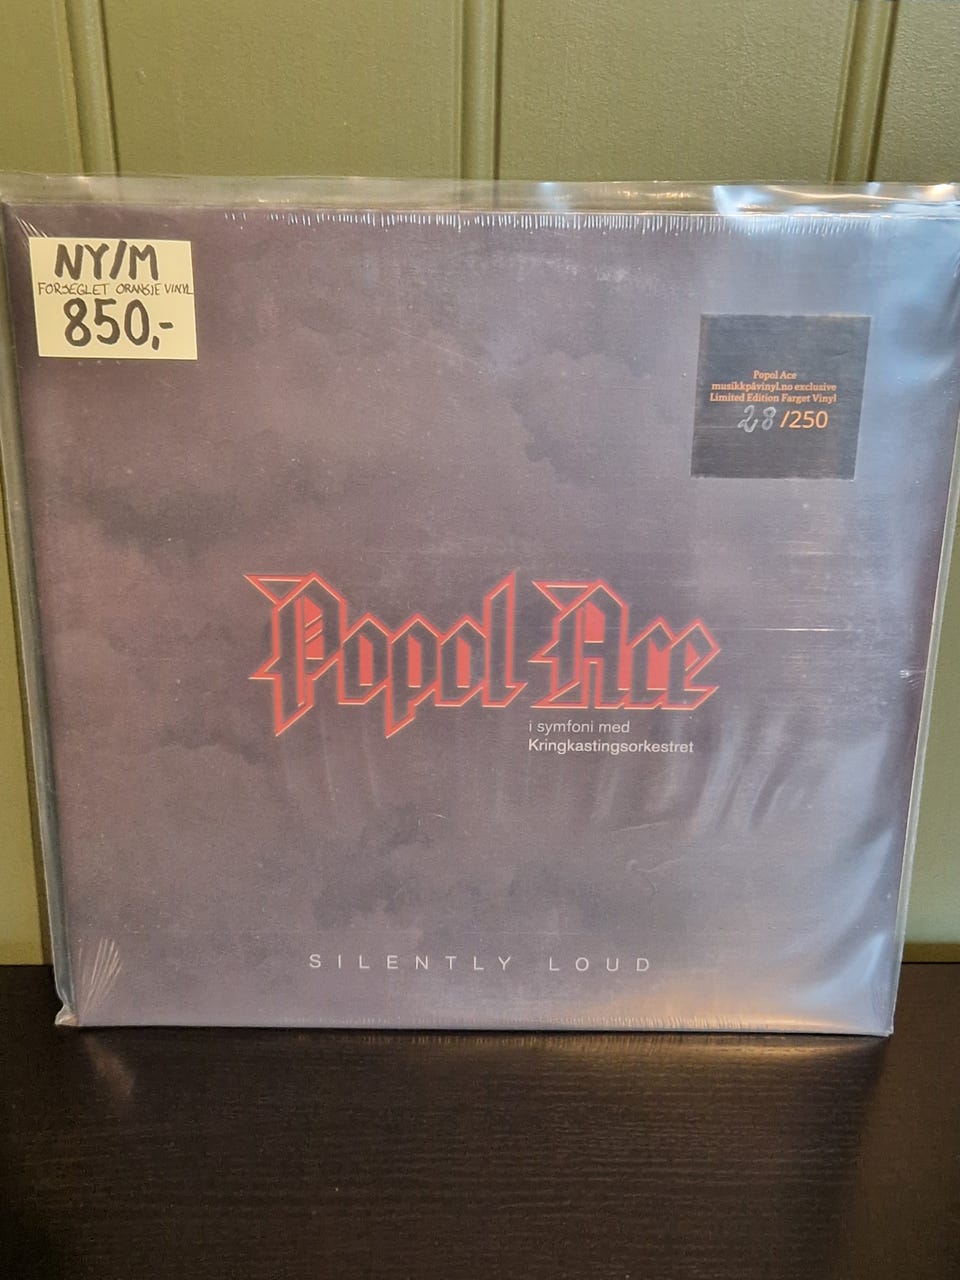 NY/M
FORSEGLET ORANSJE VINYL
850,-
Popol Ace
musikkpåvinyl.no exclusive
Limited Edition Farget Vinyl
28/250
Popol Ace
i symfoni med
Kringkastingsorkestret
SILENTLY LOUD